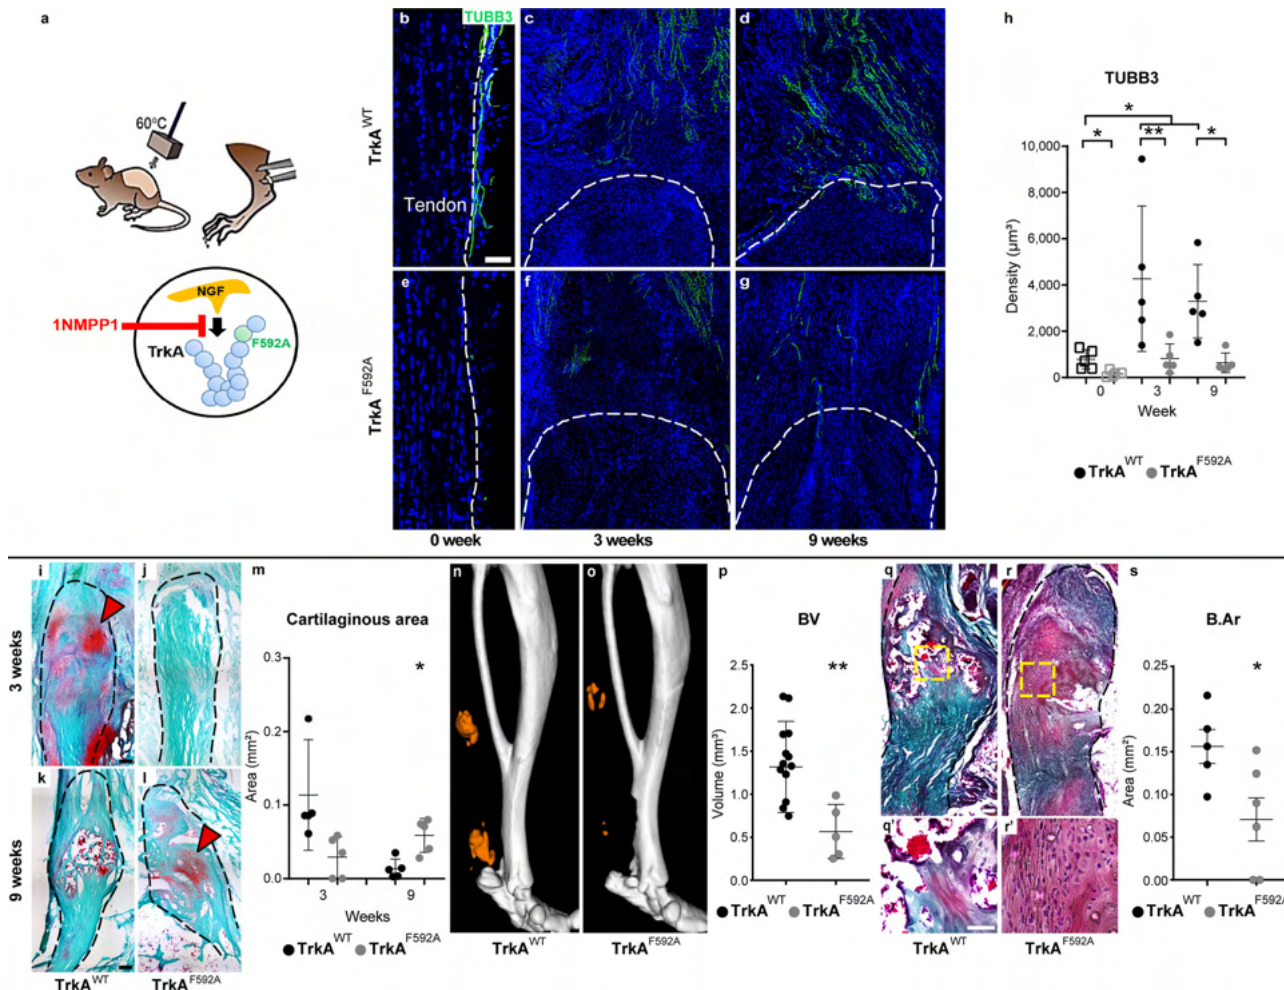 a
60°C
NGF
1NMPP1
TrkA
F592A
b
TUBB3
c
d
TrkA^WT
Tendon
e
f
g
TrkA^F592A
0 week
3 weeks
9 weeks
h
TUBB3
*
*
**
*
10,000
8,000
6,000
4,000
2,000
0
Density (µm³)
0
3
9
Week
TrkA^WT
TrkA^F592A
i
j
3 weeks
k
l
9 weeks
TrkA^WT
TrkA^F592A
m
Cartilaginous area
*
0.3
0.2
0.1
0.0
Area (mm²)
3
9
Weeks
TrkA^WT
TrkA^F592A
n
o
TrkA^WT
TrkA^F592A
p
BV
**
2.5
2.0
1.5
1.0
0.5
0.0
Volume (mm³)
TrkA^WT
TrkA^F592A
q
r
q'
r'
TrkA^WT
TrkA^F592A
s
B.Ar
*
0.25
0.20
0.15
0.10
0.05
0.00
Area (mm²)
TrkA^WT
TrkA^F592A